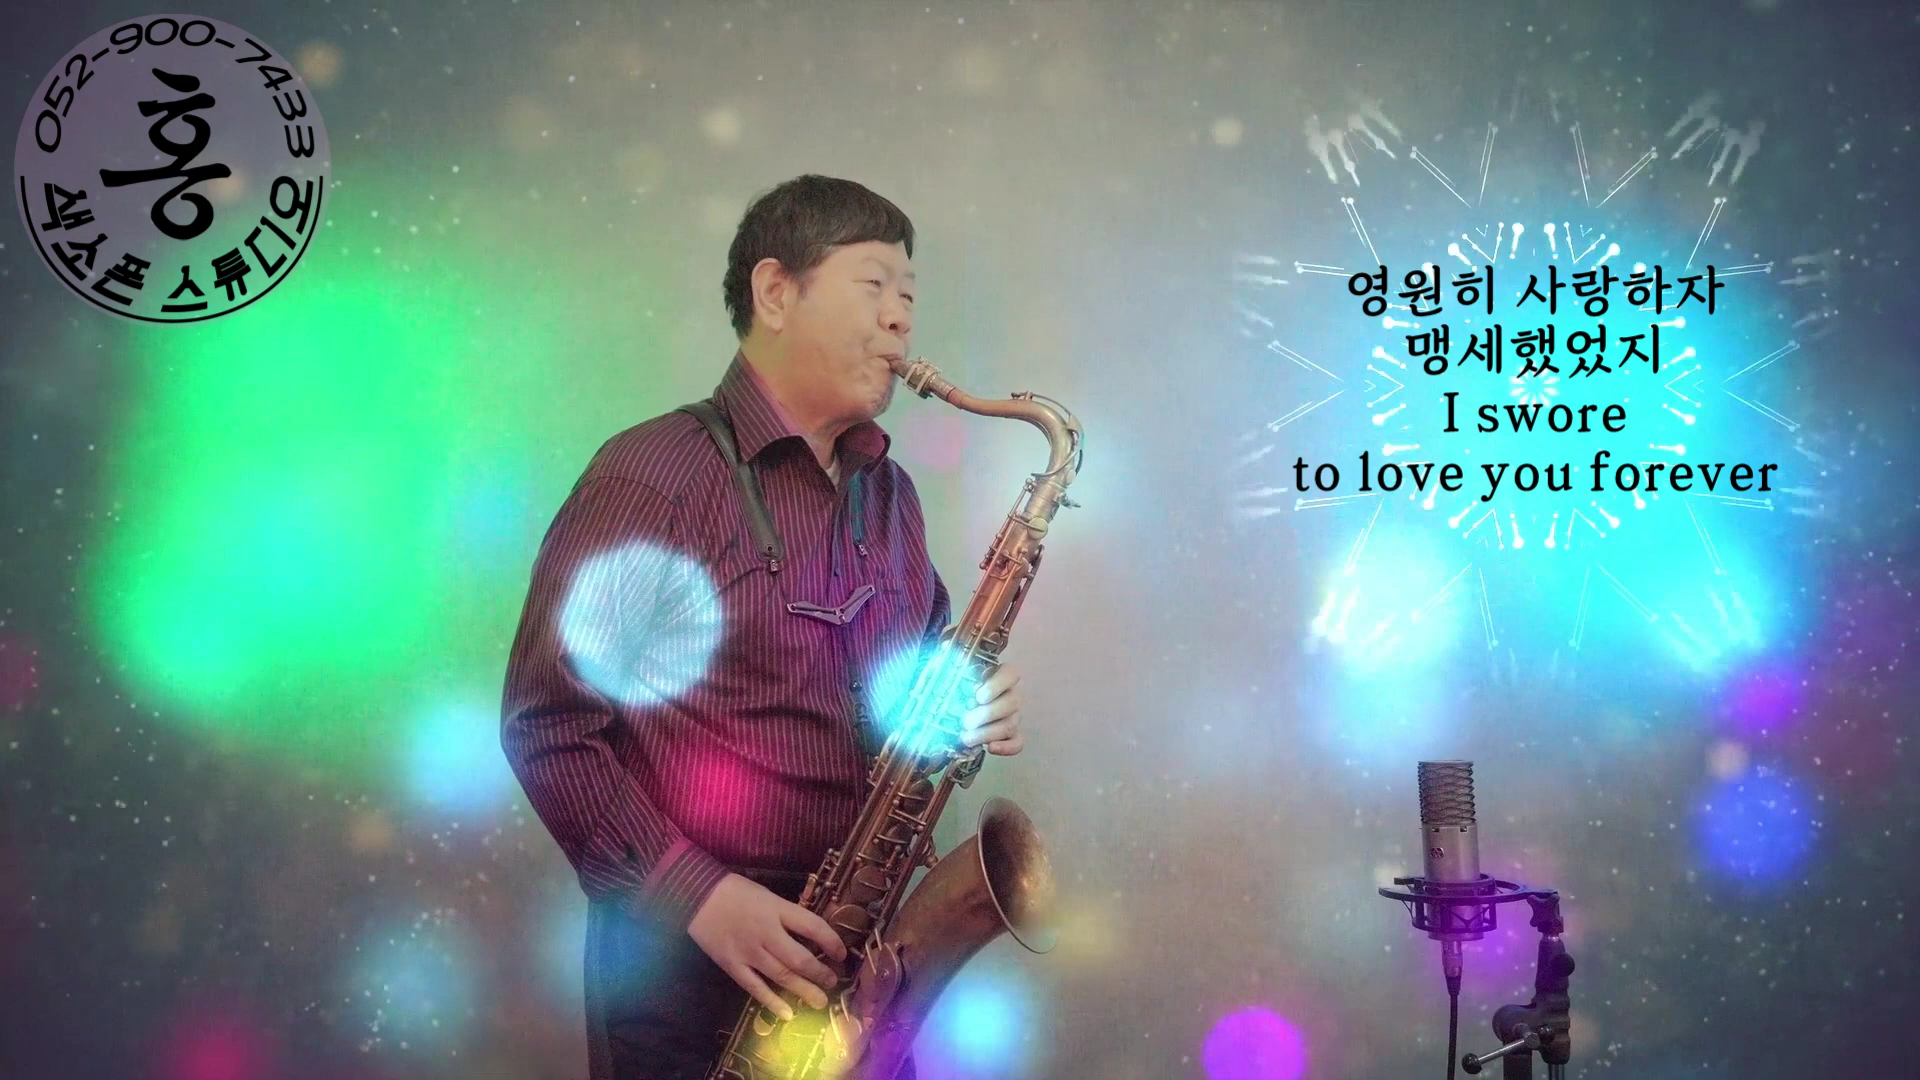 052-900-7433
홍
색소폰 스튜디오
영원히 사랑하자
맹세했었지
I swore
to love you forever